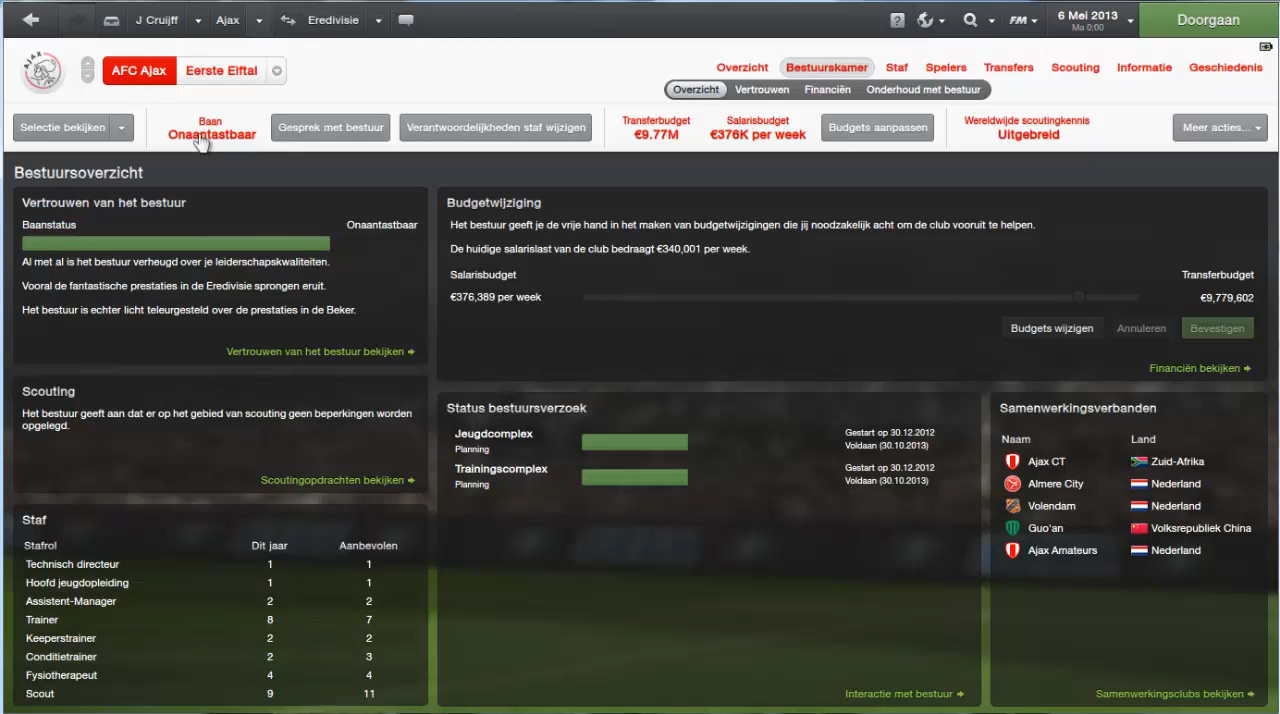 J Cruijff Ajax Eredivisie
? FM 6 Mei 2013
Ma 0:00
Doorgaan
AJAX
AFC Ajax Eerste Elftal
Overzicht Bestuurskamer Staf Spelers Transfers Scouting Informatie Geschiedenis
Overzicht Vertrouwen Financiën Onderhoud met bestuur
Selectie bekijken
Baan
Onaantastbaar
Gesprek met bestuur
Verantwoordelijkheden staf wijzigen
Transferbudget
€9.77M
Salarisbudget
€376K per week
Budgets aanpassen
Wereldwijde scoutingkennis
Uitgebreid
Meer acties...
Bestuursoverzicht
Vertrouwen van het bestuur
Baanstatus Onaantastbaar
Al met al is het bestuur verheugd over je leiderschapskwaliteiten.
Vooral de fantastische prestaties in de Eredivisie sprongen eruit.
Het bestuur is echter licht teleurgesteld over de prestaties in de Beker.
Vertrouwen van het bestuur bekijken
Budgetwijziging
Het bestuur geeft je de vrije hand in het maken van budgetwijzigingen die jij noodzakelijk acht om de club vooruit te helpen.
De huidige salarislast van de club bedraagt €340,001 per week.
Salarisbudget Transferbudget
€376,389 per week €9,779,602
Budgets wijzigen Annuleren Bevestigen
Financiën bekijken
Scouting
Het bestuur geeft aan dat er op het gebied van scouting geen beperkingen worden
opgelegd.
Scoutingopdrachten bekijken
Status bestuursverzoek
Jeugdcomplex
Planning
Gestart op 30.12.2012
Voldaan (30.10.2013)
Trainingscomplex
Planning
Gestart op 30.12.2012
Voldaan (30.10.2013)
Interactie met bestuur
Samenwerkingsverbanden
Naam Land
Ajax CT Zuid-Afrika
Almere City Nederland
Volendam Nederland
Guo'an Volksrepubliek China
Ajax Amateurs Nederland
Samenwerkingsclubs bekijken
Staf
Stafrol Dit jaar Aanbevolen
Technisch directeur 1 1
Hoofd jeugdopleiding 1 1
Assistent-Manager 2 2
Trainer 8 7
Keeperstrainer 2 2
Conditietrainer 2 3
Fysiotherapeut 4 4
Scout 9 11